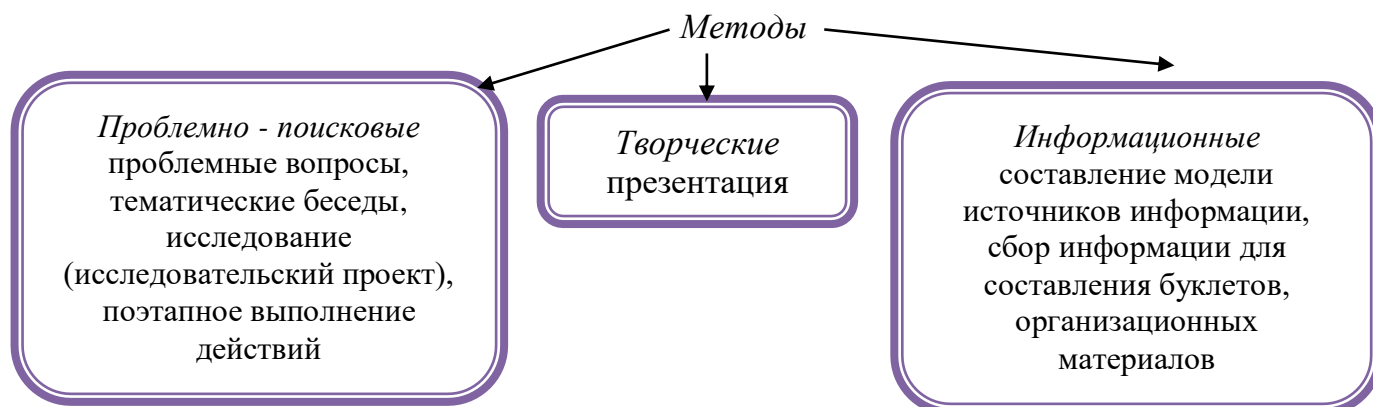 Методы
Проблемно - поисковые
проблемные вопросы,
тематические беседы,
исследование
(исследовательский проект),
поэтапное выполнение
действий
Творческие
презентация
Информационные
составление модели
источников информации,
сбор информации для
составления буклетов,
организационных
материалов